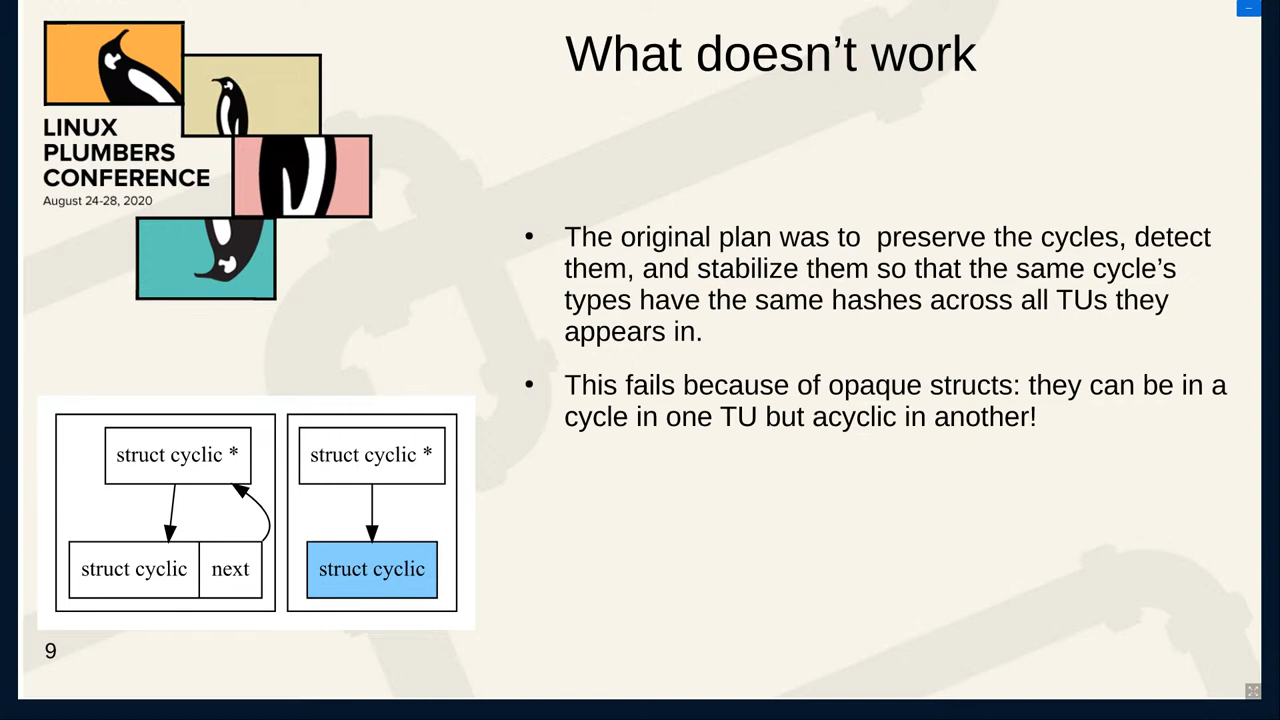 What doesn’t work
LINUX
PLUMBERS
CONFERENCE
August 24-28, 2020
• The original plan was to  preserve the cycles, detect
them, and stabilize them so that the same cycle’s
types have the same hashes across all TUs they
appears in.
• This fails because of opaque structs: they can be in a
cycle in one TU but acyclic in another!
struct cyclic *
struct cyclic *
struct cyclic next
struct cyclic
9